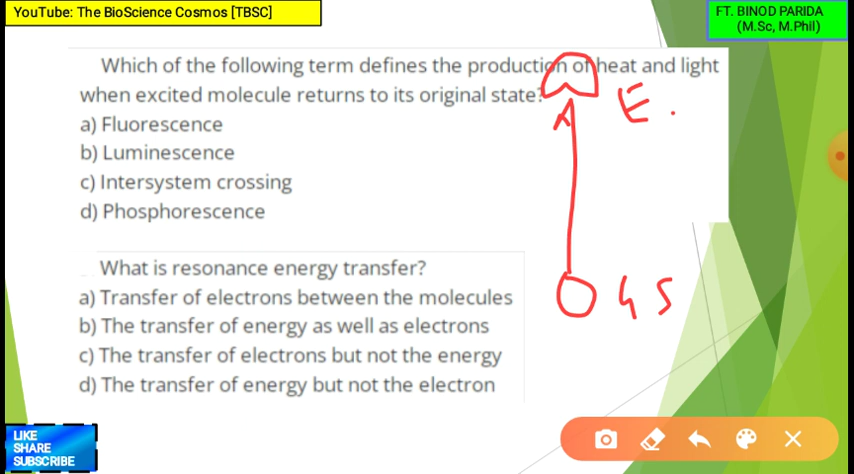 YouTube: The BioScience Cosmos [TBSC]
FT. BINOD PARIDA
(M.Sc, M.Phil)
Which of the following term defines the production of heat and light
when excited molecule returns to its original state?
a) Fluorescence
b) Luminescence
c) Intersystem crossing
d) Phosphorescence
E.
What is resonance energy transfer?
a) Transfer of electrons between the molecules
b) The transfer of energy as well as electrons
c) The transfer of electrons but not the energy
d) The transfer of energy but not the electron
G S
LIKE
SHARE
SUBSCRIBE